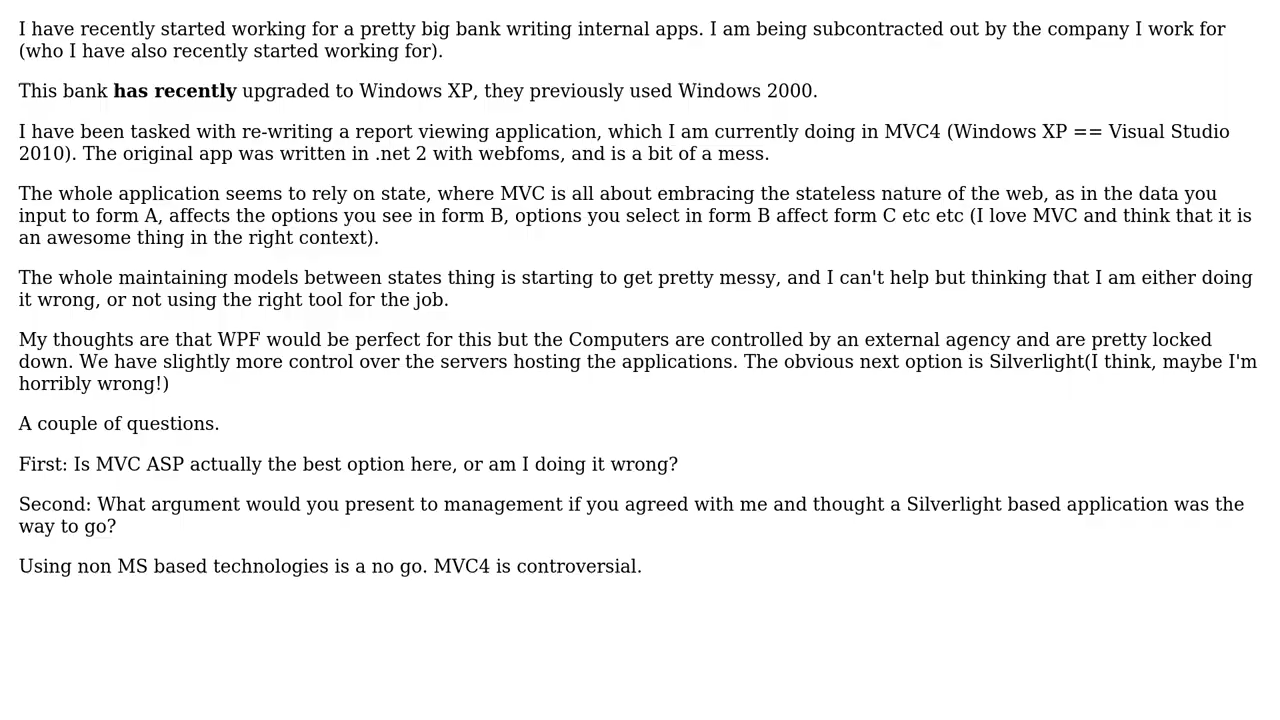 I have recently started working for a pretty big bank writing internal apps. I am being subcontracted out by the company I work for
(who I have also recently started working for).
This bank has recently upgraded to Windows XP, they previously used Windows 2000.
I have been tasked with re-writing a report viewing application, which I am currently doing in MVC4 (Windows XP == Visual Studio
2010). The original app was written in .net 2 with webfoms, and is a bit of a mess.
The whole application seems to rely on state, where MVC is all about embracing the stateless nature of the web, as in the data you
input to form A, affects the options you see in form B, options you select in form B affect form C etc etc (I love MVC and think that it is
an awesome thing in the right context).
The whole maintaining models between states thing is starting to get pretty messy, and I can't help but thinking that I am either doing
it wrong, or not using the right tool for the job.
My thoughts are that WPF would be perfect for this but the Computers are controlled by an external agency and are pretty locked
down. We have slightly more control over the servers hosting the applications. The obvious next option is Silverlight(I think, maybe I'm
horribly wrong!)
A couple of questions.
First: Is MVC ASP actually the best option here, or am I doing it wrong?
Second: What argument would you present to management if you agreed with me and thought a Silverlight based application was the
way to go?
Using non MS based technologies is a no go. MVC4 is controversial.